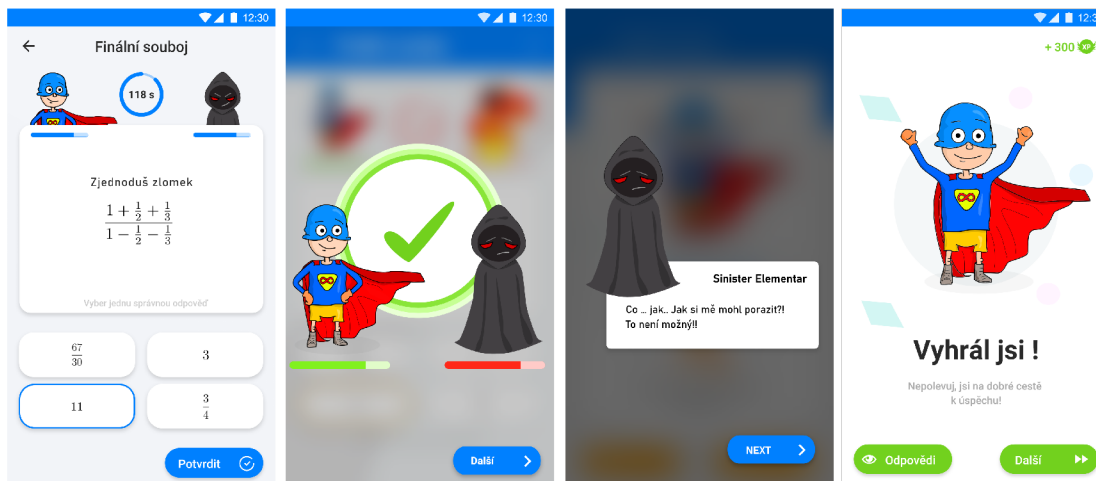 12:30
Finální souboj
118 s
Zjednoduš zlomek
1 + 1/2 + 1/3
1 − 1/2 − 1/3
Vyber jednu správnou odpověď
67/30
3
11
3/4
Potvrdit
12:30
Další
12:30
Sinister Elementar
Co ... jak.. Jak si mě mohl porazit?!
To není možný!!
NEXT
12:3
+ 300 XP
Vyhrál jsi !
Nepolevuj, jsi na dobré cestě
k úspěchu!
Odpovědi
Další